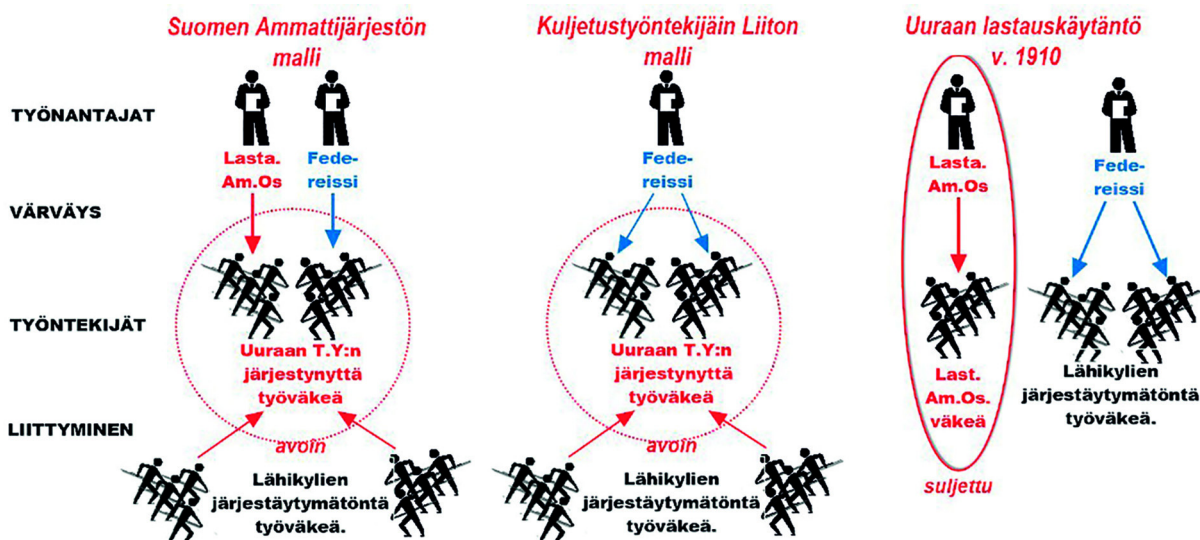 Suomen Ammattijärjestön
malli
Kuljetustyöntekijäin Liiton
malli
Uuraan lastauskäytäntö
v. 1910
TYÖNANTAJAT
VÄRVÄYS
TYÖNTEKIJÄT
LIITTYMINEN
Lasta.
Am.Os
Fede-
reissi
Uuraan T.Y:n
järjestynyttä
työväkeä
avoin
Lähikylien
järjestäytymätöntä
työväkeä.
Fede-
reissi
Uuraan T.Y:n
järjestynyttä
työväkeä
avoin
Lähikylien
järjestäytymätöntä
työväkeä.
Lasta.
Am.Os
Last.
Am.Os.
väkeä
suljettu
Fede-
reissi
Lähikylien
järjestäytymätöntä
työväkeä.